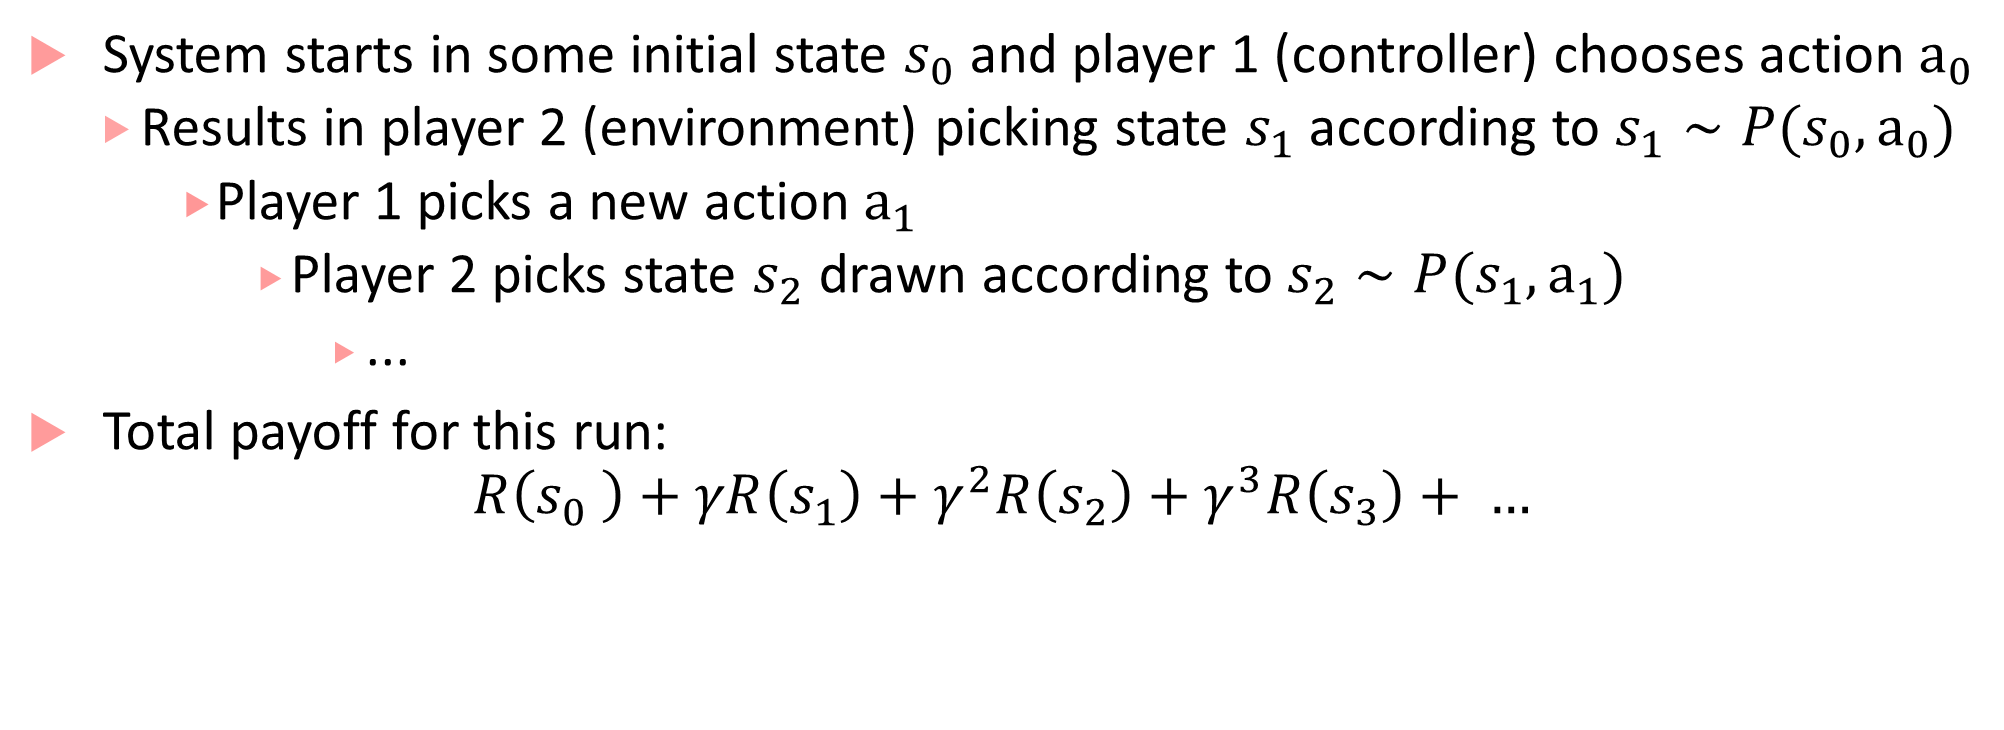 ▶ System starts in some initial state s₀ and player 1 (controller) chooses action a₀
▶ Results in player 2 (environment) picking state s₁ according to s₁ ~ P(s₀, a₀)
▶ Player 1 picks a new action a₁
▶ Player 2 picks state s₂ drawn according to s₂ ~ P(s₁, a₁)
▶ ...
▶ Total payoff for this run:
R(s₀ ) + γR(s₁) + γ²R(s₂) + γ³R(s₃) + ...